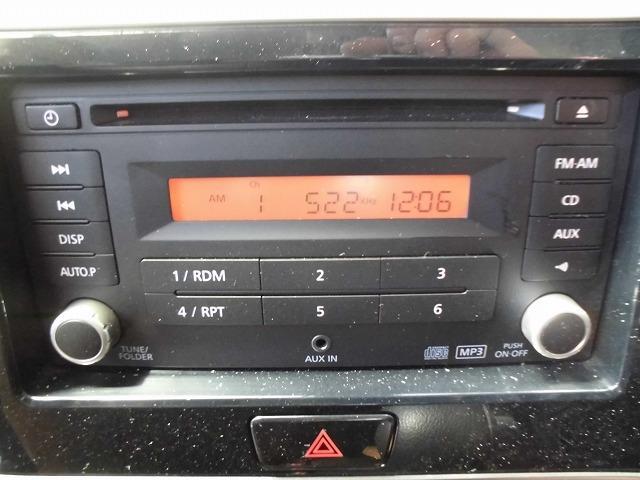 FM-AM
AM Ch 1 522 KHz 12:06
CD
DISP
AUX
AUTO.P
1 / RDM 2 3
4 / RPT 5 6
TUNE/
FOLDER
AUX IN
disc
MP3
PUSH
ON-OFF